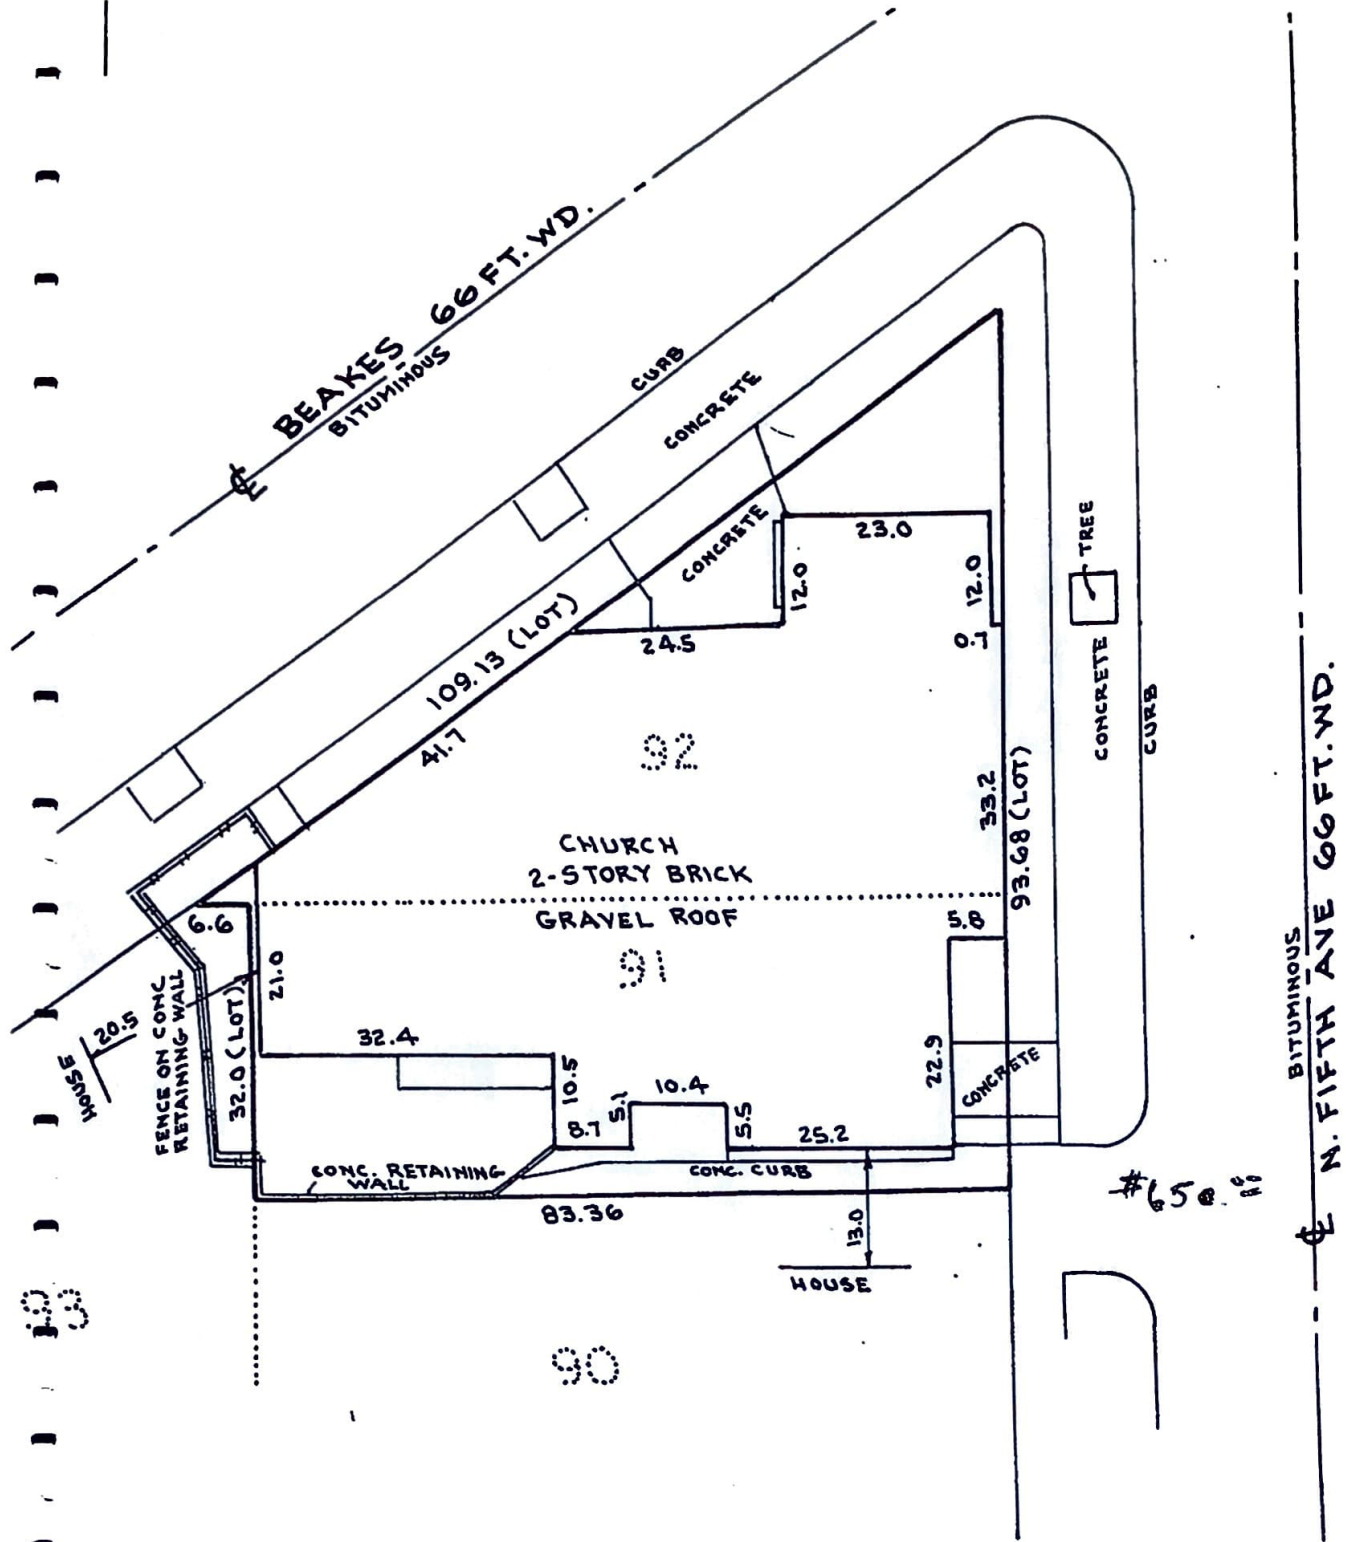 BEAKES 66 FT. WD.
BITUMINOUS
CURB
CONCRETE
CONCRETE
23.0
12.0
12.0
TREE
24.5
0.7
109.13 (LOT)
41.7
92
CONCRETE
CURB
33.2
93.68 (LOT)
CHURCH
2-STORY BRICK
GRAVEL ROOF
91
5.8
6.6
21.0
FENCE ON CONC
RETAINING WALL
32.0 (LOT)
20.5
HOUSE
32.4
10.5
5.1
10.4
5.5
8.7
25.2
22.9
CONCRETE
CONC. RETAINING
WALL
CONC. CURB
83.36
13.0
HOUSE
BITUMINOUS
N. FIFTH AVE 66 FT. WD.
93
90